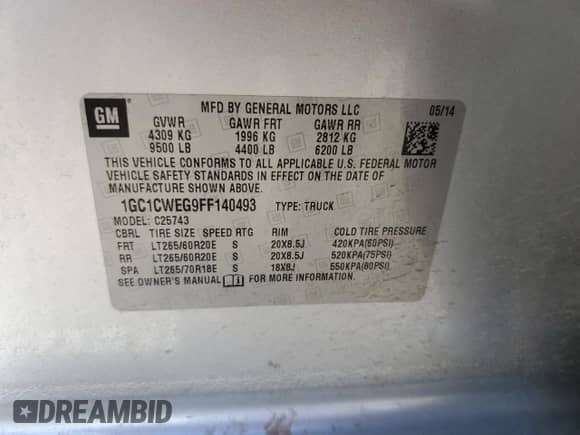 GM
MFD BY GENERAL MOTORS LLC 05/14
GVWR GAWR FRT GAWR RR
4309 KG 1996 KG 2812 KG
9500 LB 4400 LB 6200 LB
THIS VEHICLE CONFORMS TO ALL APPLICABLE U.S. FEDERAL MOTOR
VEHICLE SAFETY STANDARDS IN EFFECT ON THE DATE OF
MANUFACTURE SHOWN ABOVE.
1GC1CWEG9FF140493 TYPE: TRUCK
MODEL: C25743
CBRL TIRE SIZE SPEED RTG RIM COLD TIRE PRESSURE
FRT LT265/60R20E S 20X8.5J 420KPA(60PSI)
RR LT265/60R20E S 20X8.5J 520KPA(75PSI)
SPA LT265/70R18E S 18X8J 550KPA(80PSI)
SEE OWNER'S MANUAL FOR MORE INFORMATION
DREAMBID